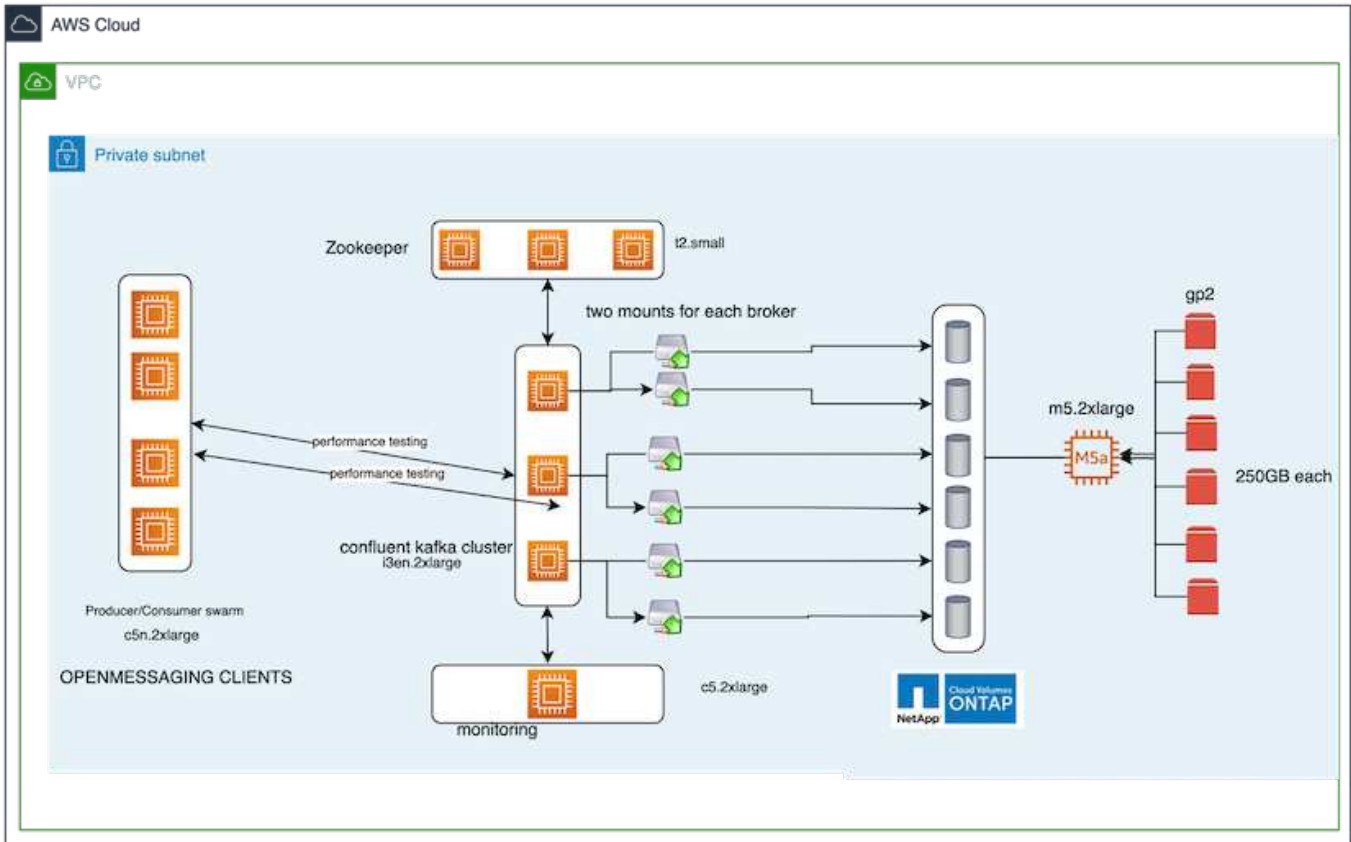 AWS Cloud
VPC
Private subnet
Zookeeper
t2.small
two mounts for each broker
gp2
m5.2xlarge
M5a
250GB each
performance testing
performance testing
confluent kafka cluster
i3en.2xlarge
Producer/Consumer swarm
c5n.2xlarge
OPENMESSAGING CLIENTS
c5.2xlarge
monitoring
NetApp
Cloud Volumes
ONTAP